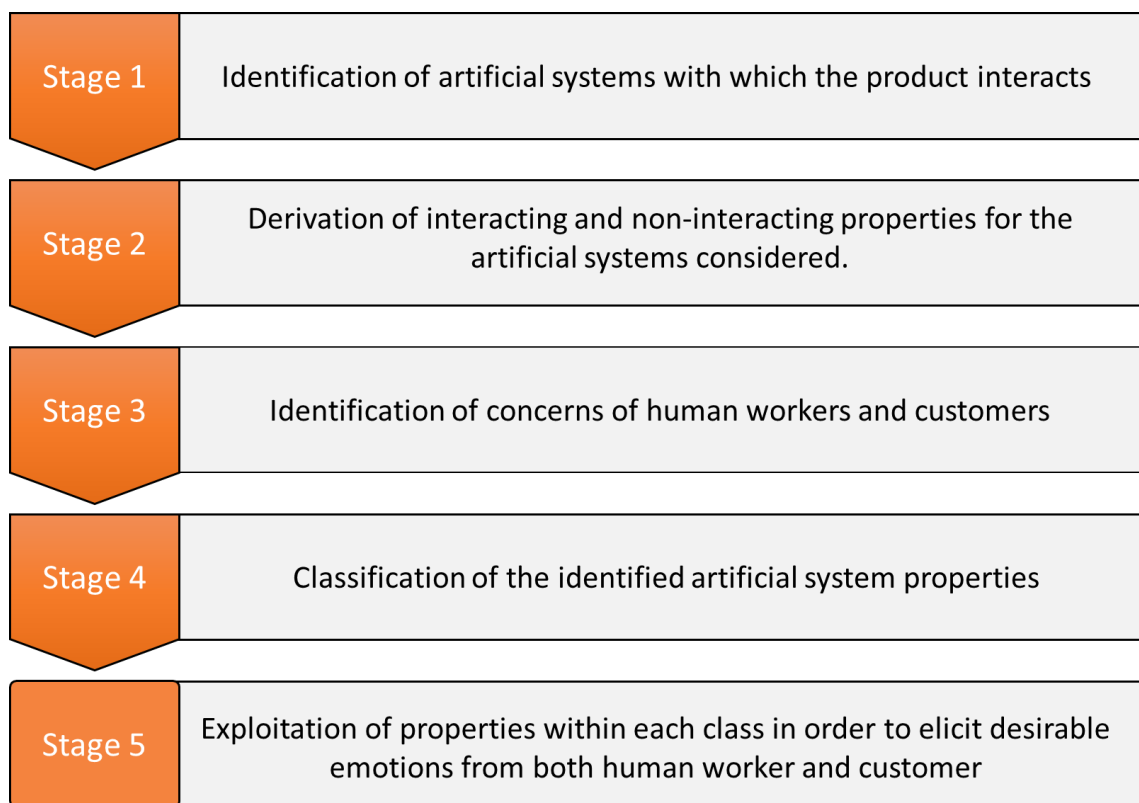 Stage 1
Identification of artificial systems with which the product interacts
Stage 2
Derivation of interacting and non-interacting properties for the
artificial systems considered.
Stage 3
Identification of concerns of human workers and customers
Stage 4
Classification of the identified artificial system properties
Stage 5
Exploitation of properties within each class in order to elicit desirable
emotions from both human worker and customer